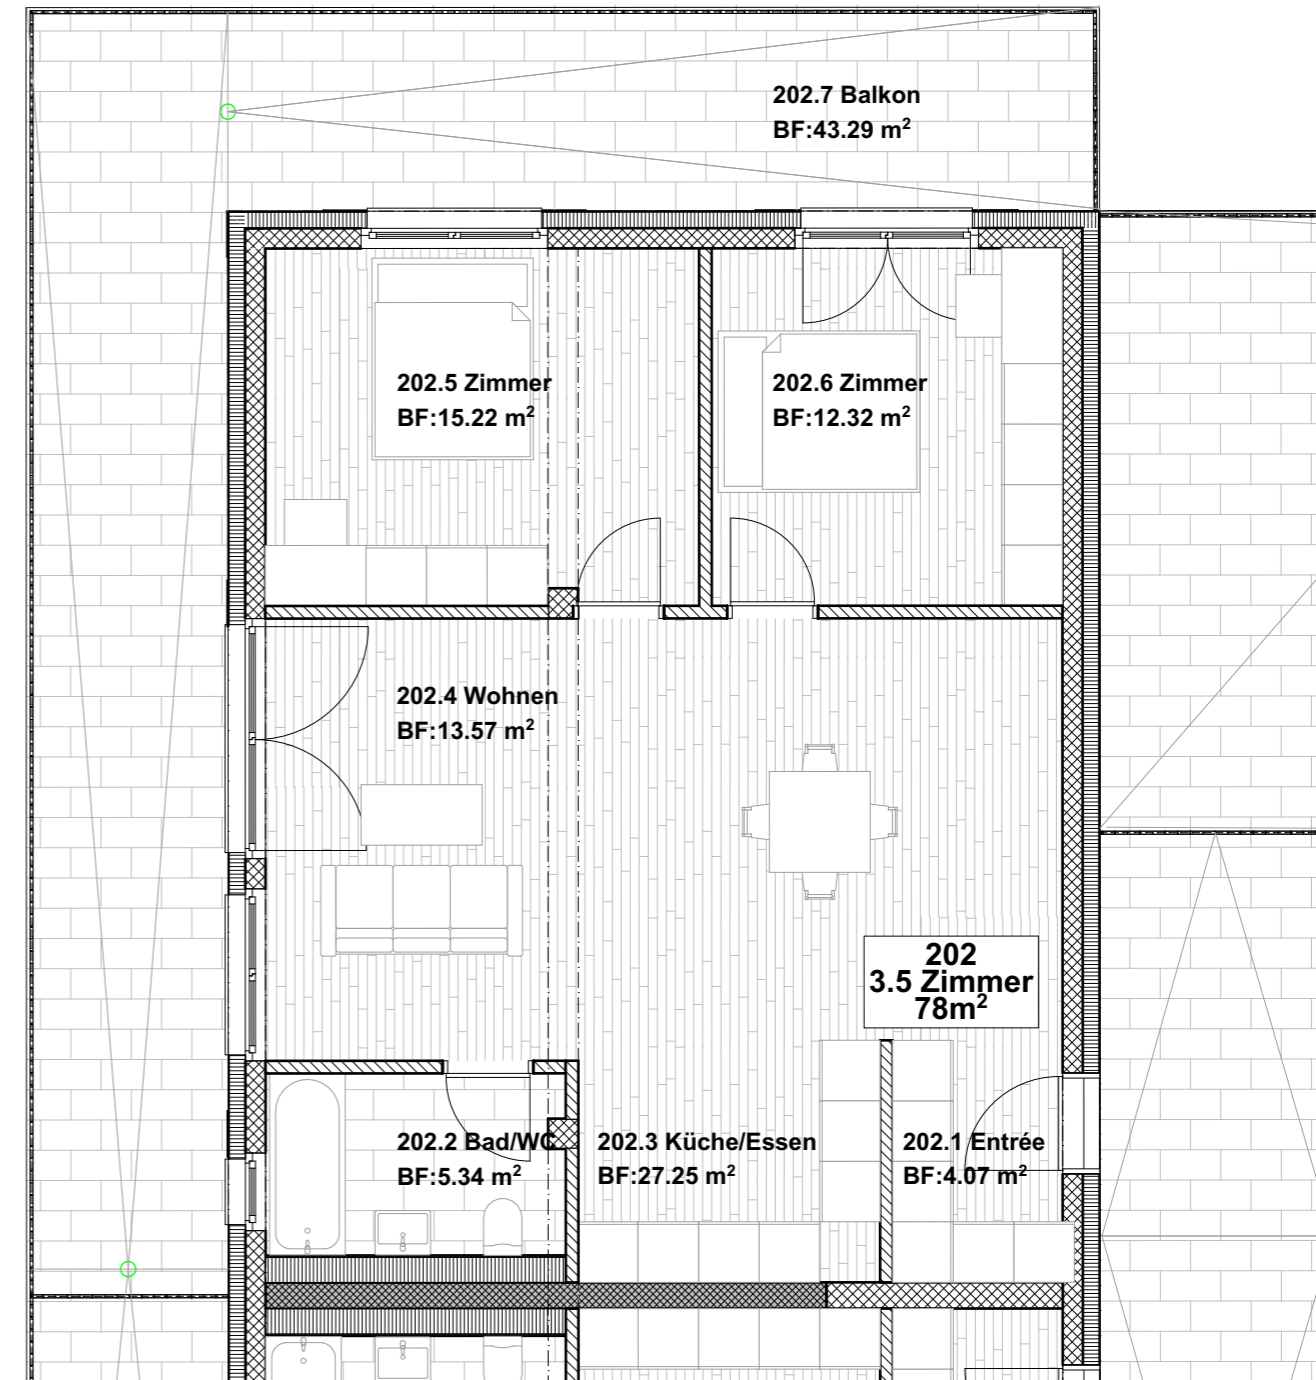 202.7 Balkon
BF:43.29 m²
202.5 Zimmer
BF:15.22 m²
202.6 Zimmer
BF:12.32 m²
202.4 Wohnen
BF:13.57 m²
202
3.5 Zimmer
78m²
202.2 Bad/WC
BF:5.34 m²
202.3 Küche/Essen
BF:27.25 m²
202.1 Entrée
BF:4.07 m²